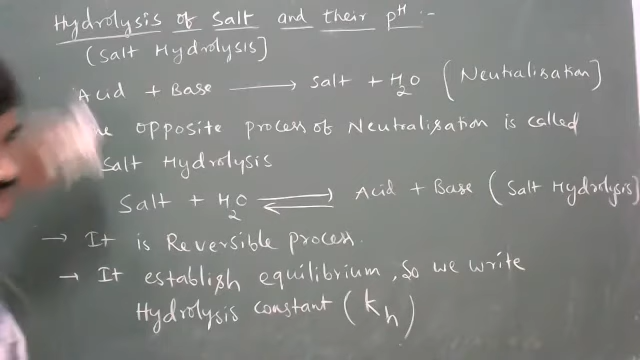 Hydrolysis of Salt and their pH :-
(Salt Hydrolysis]
Acid + Base ⟶ Salt + H2O (Neutralisation)
opposite process of Neutralisation is called
Salt Hydrolysis
Salt + H2O ⇌ Acid + Base (Salt Hydrolysis]
→ It is Reversible process.
→ It establish equilibrium, So we write
Hydrolysis constant (Kh)